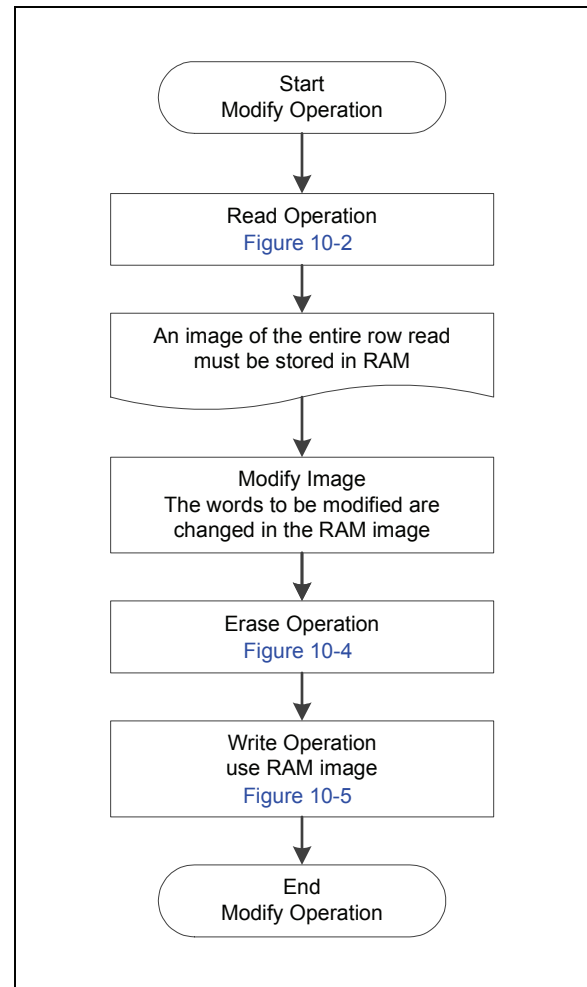 Start
Modify Operation
Read Operation
Figure 10-2
An image of the entire row read
must be stored in RAM
Modify Image
The words to be modified are
changed in the RAM image
Erase Operation
Figure 10-4
Write Operation
use RAM image
Figure 10-5
End
Modify Operation